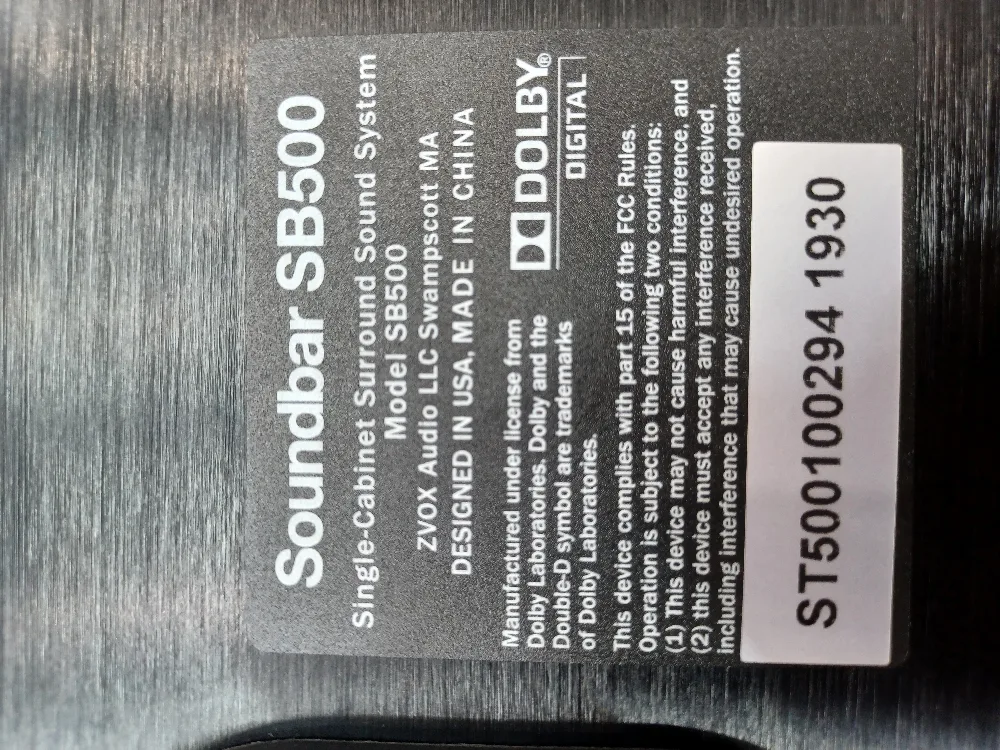 Soundbar SB500
Single-Cabinet Surround Sound System
Model SB500
ZVOX Audio LLC Swampscott MA
DESIGNED IN USA, MADE IN CHINA
Manufactured under license from
Dolby Laboratories. Dolby and the
Double-D symbol are trademarks
of Dolby Laboratories.
DOLBY®
DIGITAL
This device complies with part 15 of the FCC Rules.
Operation is subject to the following two conditions:
(1) This device may not cause harmful interference, and
(2) this device must accept any interference received,
including interference that may cause undesired operation.
ST500100294 1930